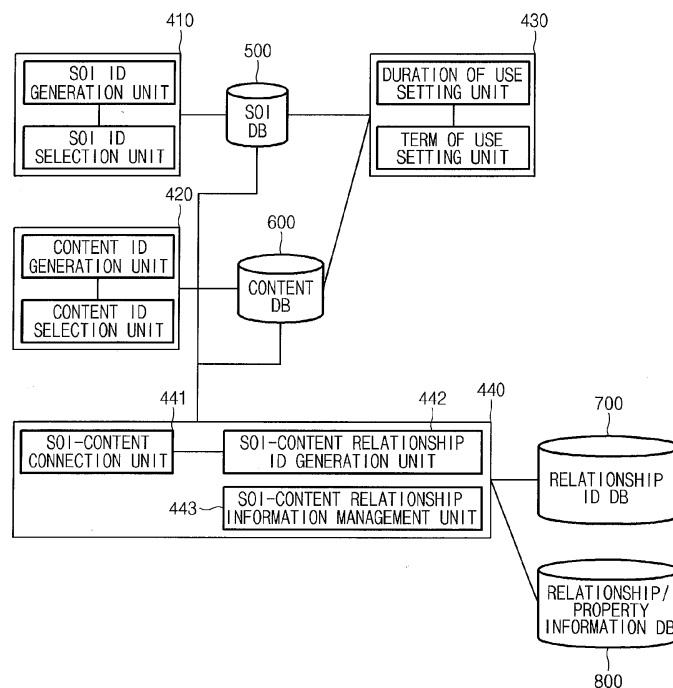 410
SOI ID
GENERATION UNIT
SOI ID
SELECTION UNIT
500
SOI
DB
430
DURATION OF USE
SETTING UNIT
TERM OF USE
SETTING UNIT
420
CONTENT ID
GENERATION UNIT
CONTENT ID
SELECTION UNIT
600
CONTENT
DB
441
SOI-CONTENT
CONNECTION UNIT
442
SOI-CONTENT RELATIONSHIP
ID GENERATION UNIT
440
443
SOI-CONTENT RELATIONSHIP
INFORMATION MANAGEMENT UNIT
700
RELATIONSHIP
ID DB
RELATIONSHIP/
PROPERTY
INFORMATION DB
800